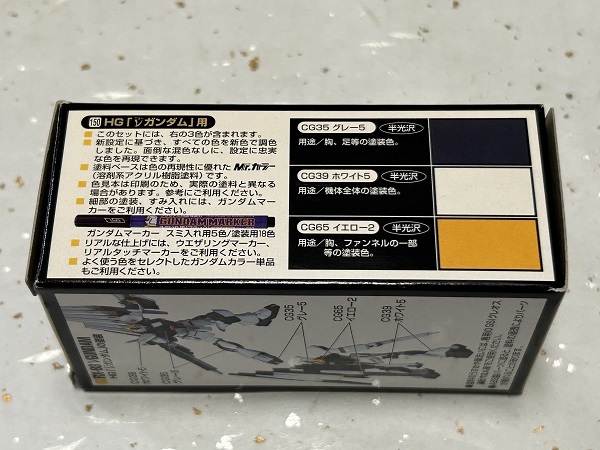 150 HG「νガンダム」用
■ このセットには、右の3色が含まれます。
■ 新設定に基づき、すべての色を新色で調色
しました。面倒な混色なしに、設定に忠実
な色を再現できます。
■ 塗料ベースは色の再現性に優れたMr.カラー
(溶剤系アクリル樹脂塗料)です。
■ 色見本は印刷のため、実際の塗料と異なる
場合があります。参考にご利用ください。
■ 細部の塗装、すみ入れには、ガンダムマー
カーをご利用ください。
GUNDAM MARKER
ガンダムマーカー スミ入れ用5色/塗装用18色
■ リアルな仕上げには、ウエザリングマーカー、
リアルタッチマーカーもご利用ください。
■ よく使う色をセレクトしたガンダムカラー単品
もご利用ください。
CG35 グレー5 半光沢
用途/胸、足等の塗装色。
CG39 ホワイト5 半光沢
用途/機体全体の塗装色。
CG65 イエロー2 半光沢
用途/胸、ファンネルの一部
等の塗装色。
CG35
グレー5
CG65
イエロー2
CG39
ホワイト5
CG39
ホワイト5
CG35
グレー5